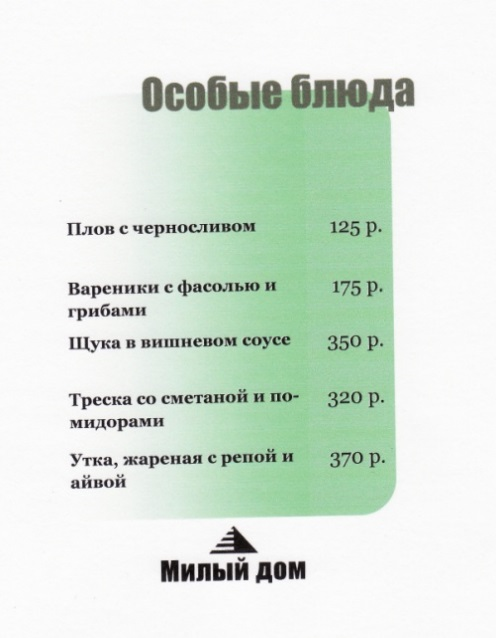 Особые блюда
Плов с черносливом 125 р.
Вареники с фасолью и 175 р.
грибами
Щука в вишневом соусе 350 р.
Треска со сметаной и по- 320 р.
мидорами
Утка, жареная с репой и 370 р.
айвой
Милый дом